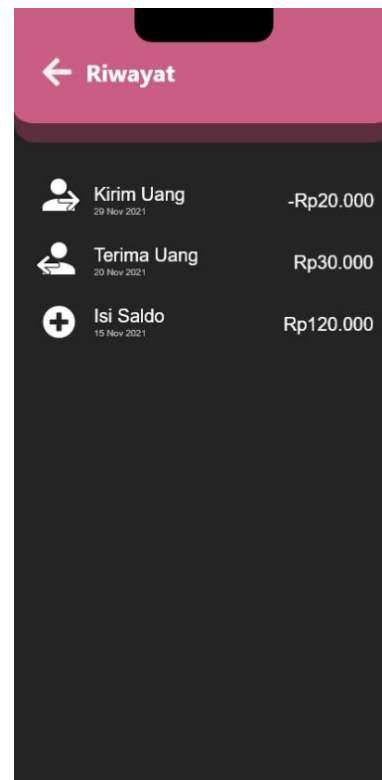 Riwayat
Kirim Uang -Rp20.000
29 Nov 2021
Terima Uang Rp30.000
20 Nov 2021
Isi Saldo Rp120.000
15 Nov 2021